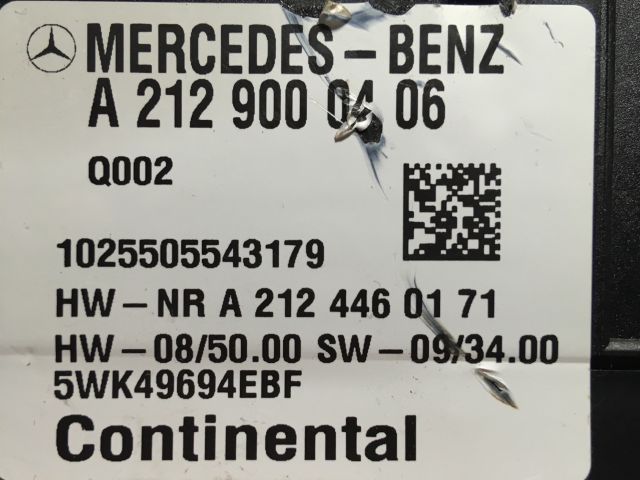 MERCEDES-BENZ
A 212 900 04 06
Q002
1025505543179
HW-NR A 212 446 01 71
HW-08/50.00 SW-09/34.00
5WK49694EBF
Continental